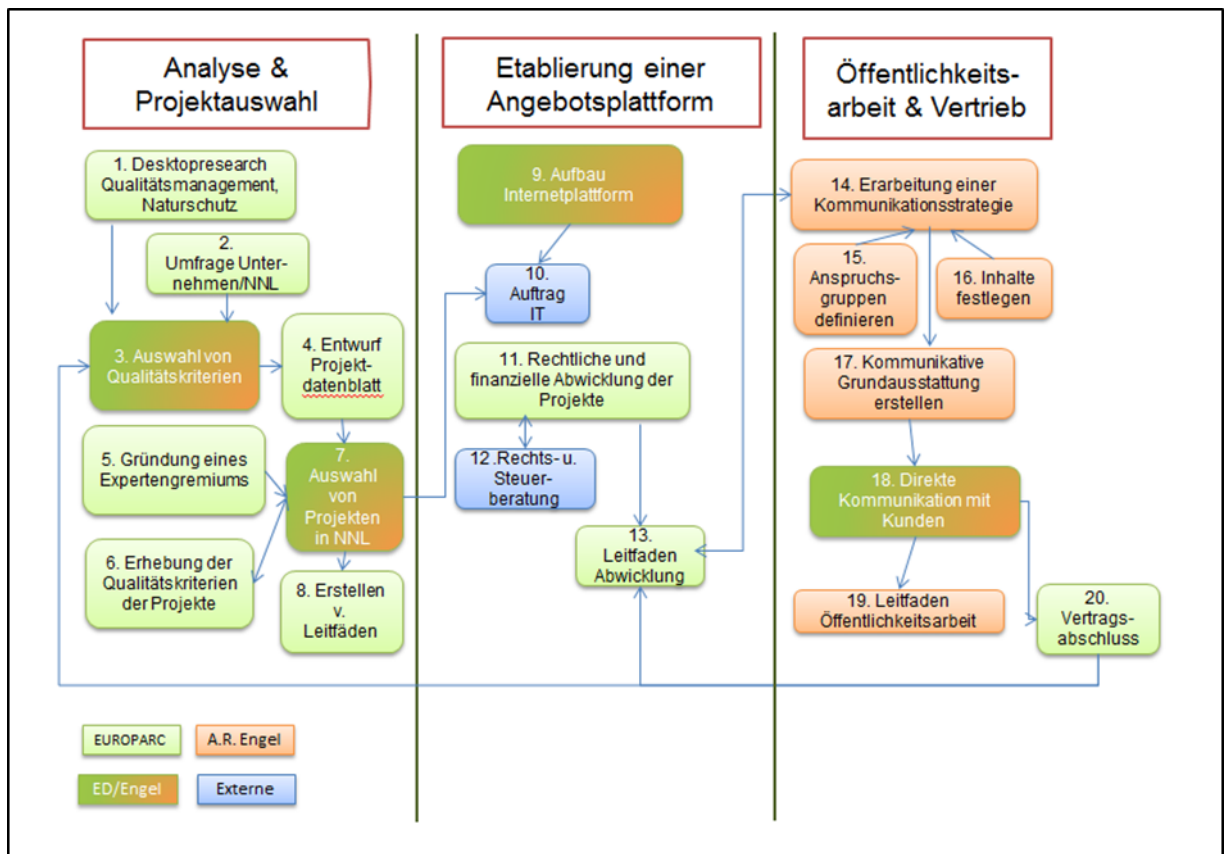 Analyse &
Projektauswahl
1. Desktopresearch
Qualitätsmanagement,
Naturschutz
2.
Umfrage Unter-
nehmen/NNL
3. Auswahl von
Qualitätskriterien
4. Entwurf
Projekt-
datenblatt
5. Gründung eines
Expertengremiums
6. Erhebung der
Qualitätskriterien
der Projekte
7.
Auswahl
von
Projekten
in NNL
8. Erstellen
v.
Leitfäden
Etablierung einer
Angebotsplattform
9. Aufbau
Internetplattform
10.
Auftrag
IT
11. Rechtliche und
finanzielle Abwicklung der
Projekte
12.Rechts- u.
Steuer-
beratung
13.
Leitfaden
Abwicklung
Öffentlichkeits-
arbeit & Vertrieb
14. Erarbeitung einer
Kommunikationsstrategie
15.
Anspruchs-
gruppen
definieren
16. Inhalte
festlegen
17. Kommunikative
Grundausstattung
erstellen
18. Direkte
Kommunikation mit
Kunden
19. Leitfaden
Öffentlichkeitsarbeit
20.
Vertrags-
abschluss
EUROPARC
A.R. Engel
ED/Engel
Externe